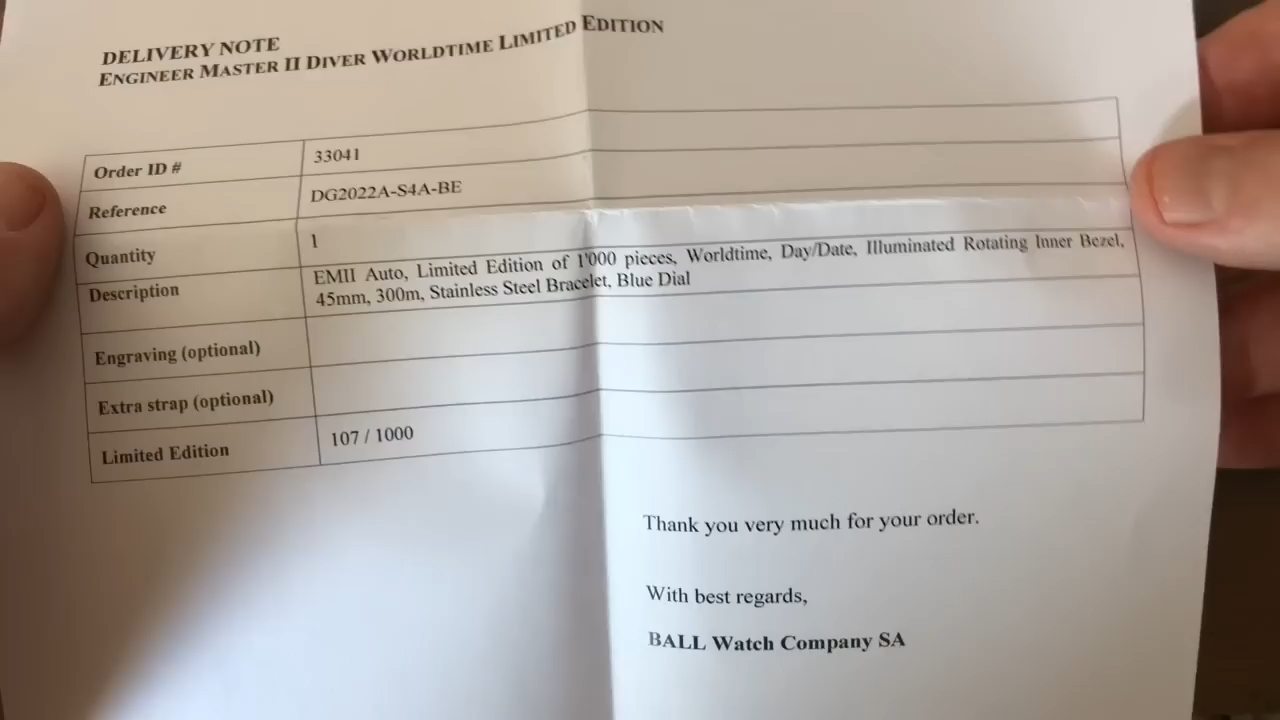 DELIVERY NOTE
ENGINEER MASTER II DIVER WORLDTIME LIMITED EDITION
Order ID # 33041
Reference DG2022A-S4A-BE
Quantity 1
Description EMII Auto, Limited Edition of 1'000 pieces, Worldtime, Day/Date, Illuminated Rotating Inner Bezel,
45mm, 300m, Stainless Steel Bracelet, Blue Dial
Engraving (optional)
Extra strap (optional)
Limited Edition 107 / 1000
Thank you very much for your order.
With best regards,
BALL Watch Company SA